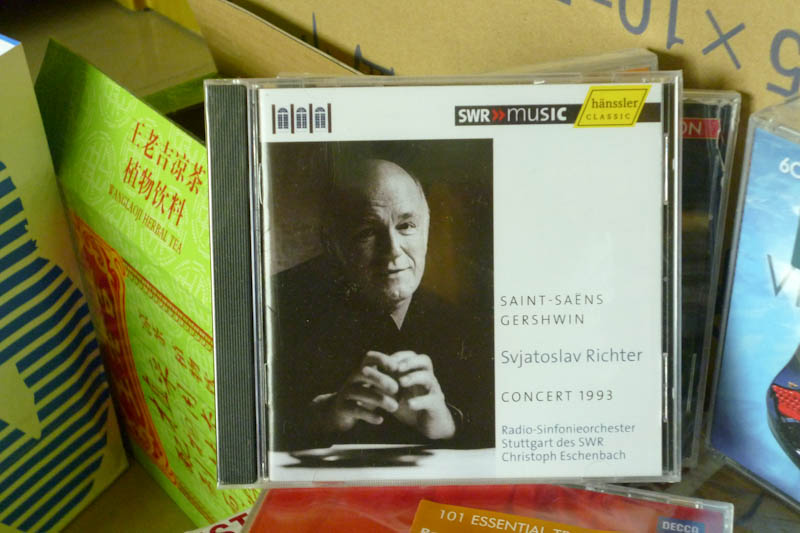 王老吉凉茶
植物饮料
WANGLAOJI HERBAL TEA
SWR»music
hänssler
CLASSIC
SAINT-SAËNS
GERSHWIN
Svjatoslav Richter
CONCERT 1993
Radio-Sinfonieorchester
Stuttgart des SWR
Christoph Eschenbach
101 ESSENTIAL
DECCA